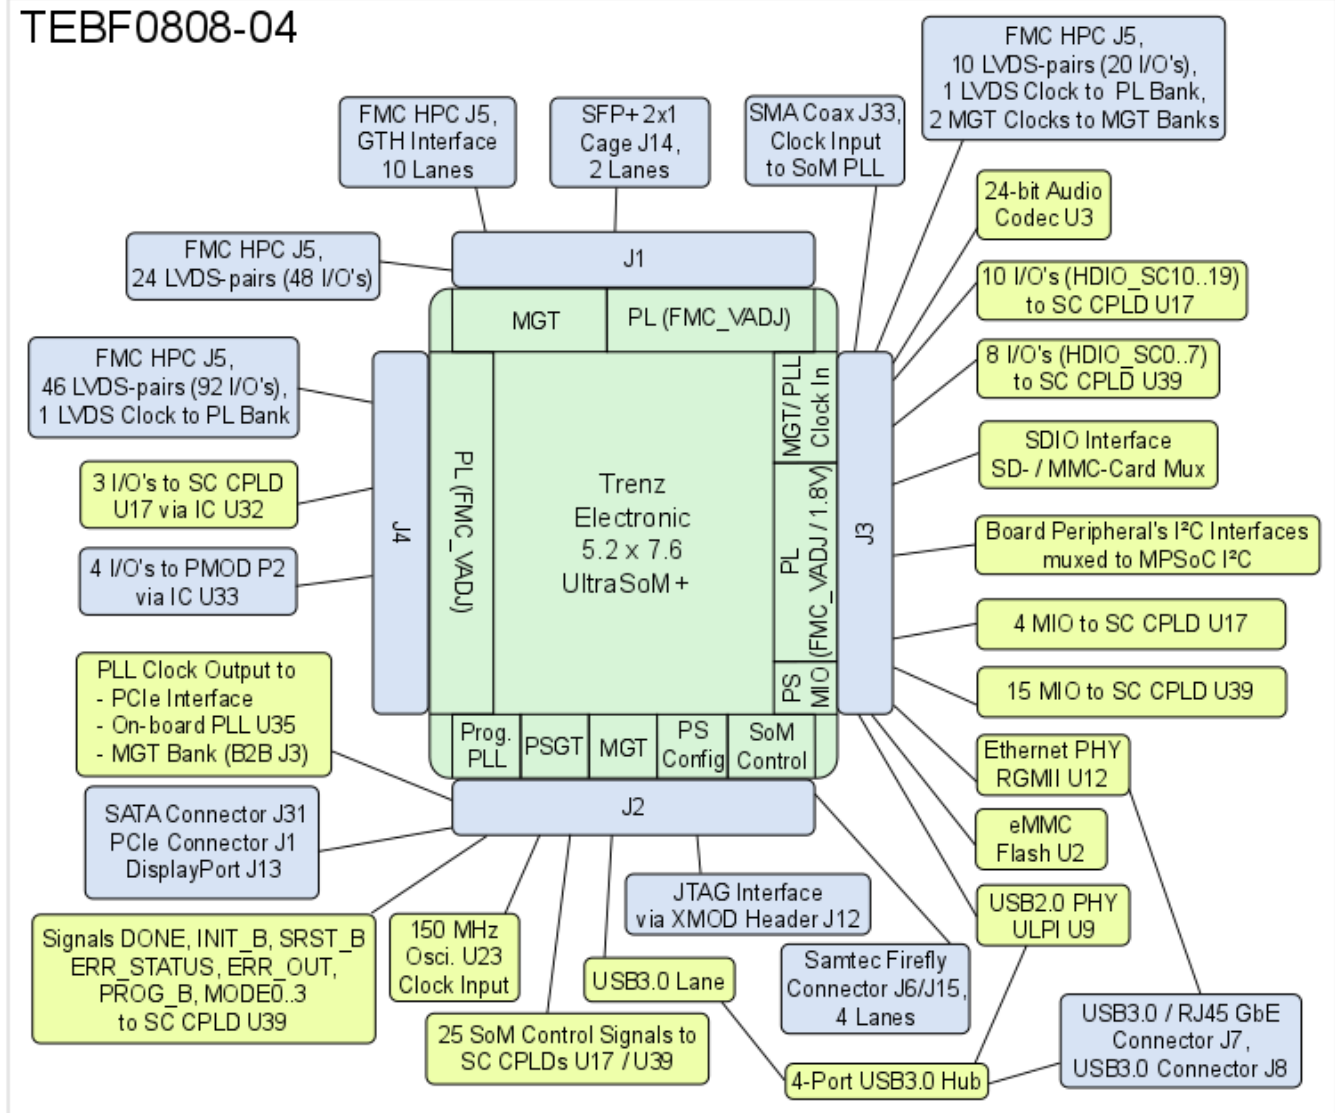 TEBF0808-04
FMC HPC J5,
10 LVDS-pairs (20 I/O's),
1 LVDS Clock to PL Bank,
2 MGT Clocks to MGT Banks
FMC HPC J5,
GTH Interface
10 Lanes
SFP+ 2x1
Cage J14,
2 Lanes
SMA Coax J33,
Clock Input
to SoM PLL
24-bit Audio
Codec U3
FMC HPC J5,
24 LVDS-pairs (48 I/O's)
J1
10 I/O's (HDIO_SC10..19)
to SC CPLD U17
MGT
PL (FMC_VADJ)
FMC HPC J5,
46 LVDS-pairs (92 I/O's),
1 LVDS Clock to PL Bank
8 I/O's (HDIO_SC0..7)
to SC CPLD U39
MGT/ PLL
Clock In
SDIO Interface
SD- / MMC-Card Mux
3 I/O's to SC CPLD
U17 via IC U32
J4
PL (FMC_VADJ)
Trenz
Electronic
5.2 x 7.6
UltraSoM+
PL
(FMC_VADJ / 1.8V)
J3
Board Peripheral's I²C Interfaces
muxed to MPSoC I²C
4 I/O's to PMOD P2
via IC U33
4 MIO to SC CPLD U17
PS
MIO
15 MIO to SC CPLD U39
PLL Clock Output to
- PCIe Interface
- On-board PLL U35
- MGT Bank (B2B J3)
Prog.
PLL
PSGT
MGT
PS
Config
SoM
Control
Ethernet PHY
RGMII U12
J2
SATA Connector J31
PCIe Connector J1
DisplayPort J13
eMMC
Flash U2
JTAG Interface
via XMOD Header J12
USB2.0 PHY
ULPI U9
Signals DONE, INIT_B, SRST_B
ERR_STATUS, ERR_OUT,
PROG_B, MODE0..3
to SC CPLD U39
150 MHz
Osci. U23
Clock Input
USB3.0 Lane
Samtec Firefly
Connector J6/J15,
4 Lanes
25 SoM Control Signals to
SC CPLDs U17 / U39
4-Port USB3.0 Hub
USB3.0 / RJ45 GbE
Connector J7,
USB3.0 Connector J8